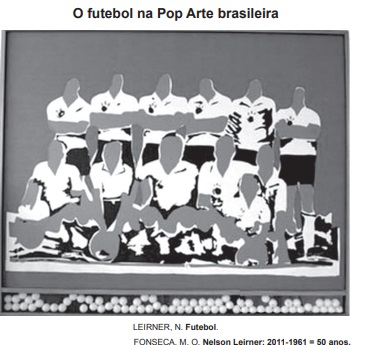 O futebol na Pop Arte brasileira
LEIRNER, N. Futebol.
FONSECA, M. O. Nelson Leirner: 2011-1961 = 50 anos.